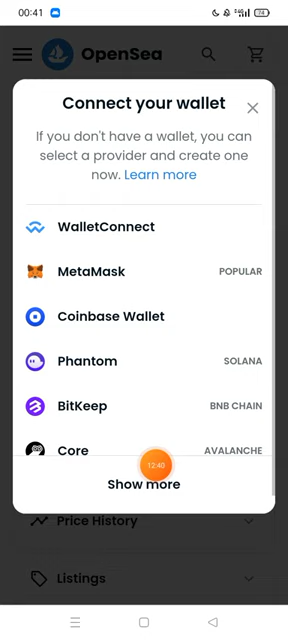 00:41
74
OpenSea
Connect your wallet
If you don't have a wallet, you can
select a provider and create one
now. Learn more
WalletConnect
MetaMask POPULAR
Coinbase Wallet
Phantom SOLANA
BitKeep BNB CHAIN
Core AVALANCHE
12:40
Show more
Price History
Listings